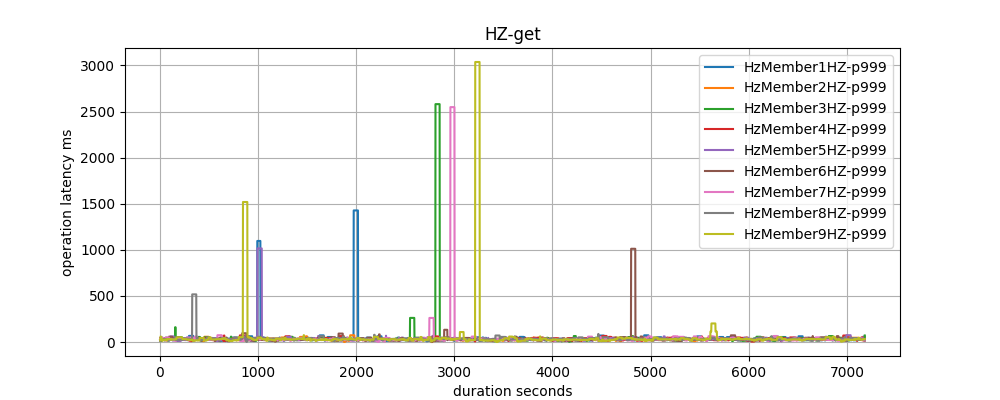 HZ-get
operation latency ms
3000
2500
2000
1500
1000
500
0
HzMember1HZ-p999
HzMember2HZ-p999
HzMember3HZ-p999
HzMember4HZ-p999
HzMember5HZ-p999
HzMember6HZ-p999
HzMember7HZ-p999
HzMember8HZ-p999
HzMember9HZ-p999
0 1000 2000 3000 4000 5000 6000 7000
duration seconds